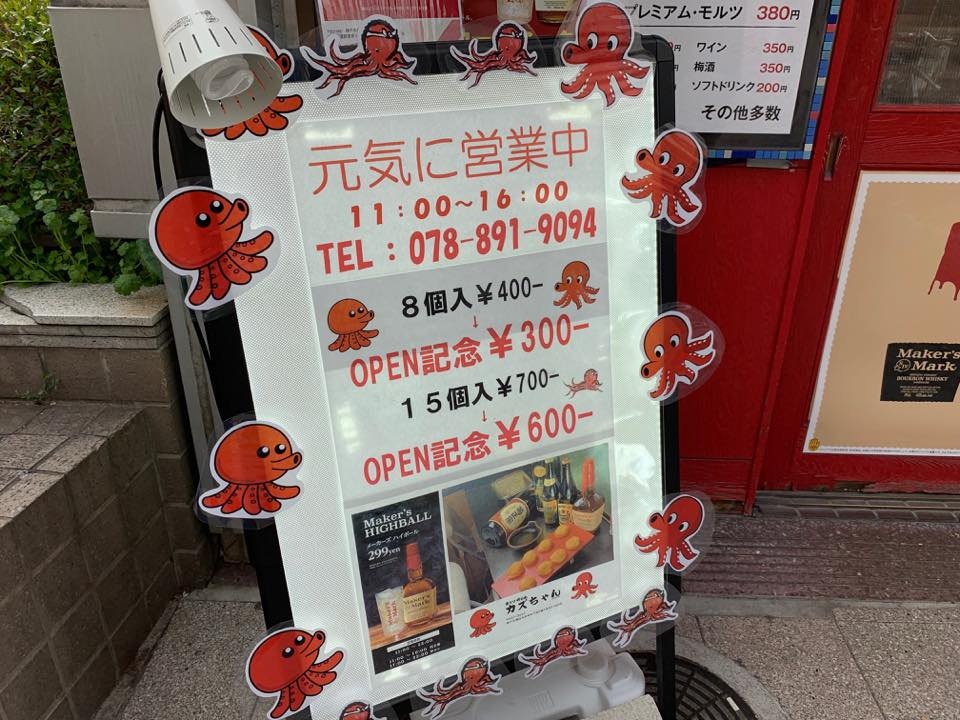 プレミアム・モルツ 380円
ワイン 350円
梅酒 350円
ソフトドリンク 200円
その他多数
元気に営業中
11:00～16:00
TEL：078-891-9094
8個入￥400-
↓
OPEN記念￥300-
15個入￥700-
↓
OPEN記念￥600-
Maker's
HIGHBALL
メーカーズ ハイボール
299yen
カズちゃん
Maker's
Mark
BOURBON WHISKY